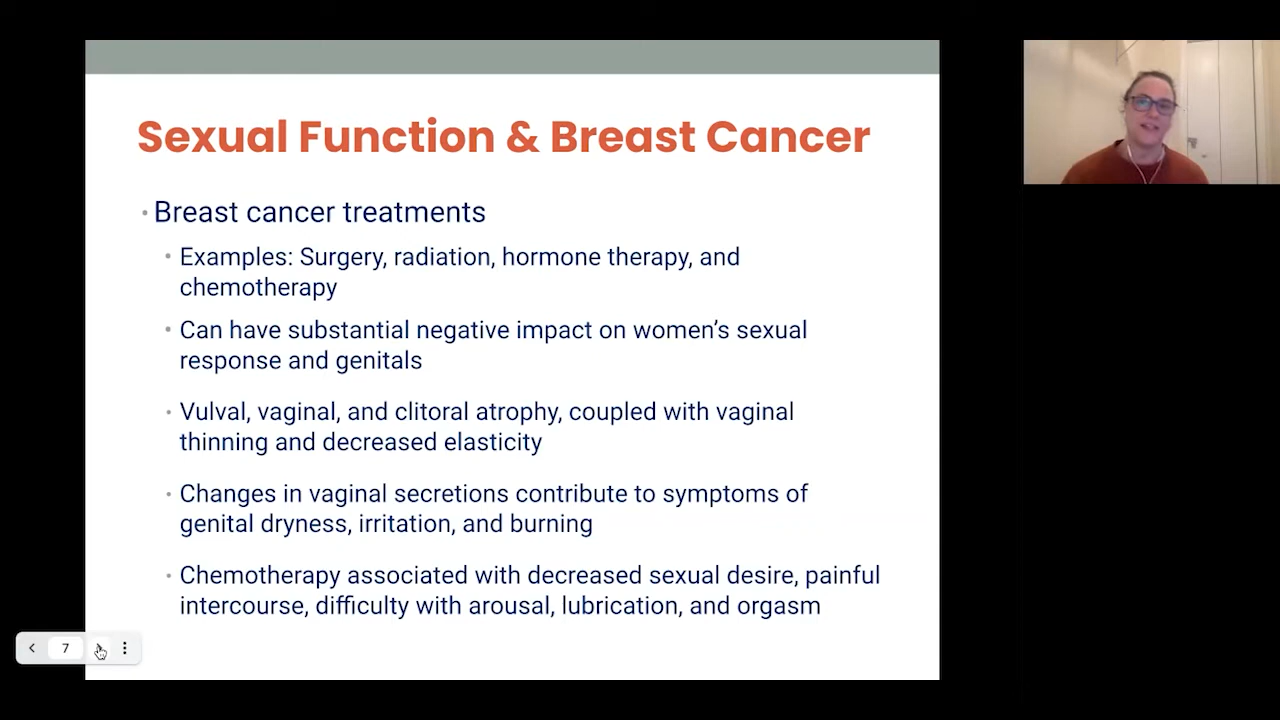 Sexual Function & Breast Cancer
• Breast cancer treatments
• Examples: Surgery, radiation, hormone therapy, and
chemotherapy
• Can have substantial negative impact on women’s sexual
response and genitals
• Vulval, vaginal, and clitoral atrophy, coupled with vaginal
thinning and decreased elasticity
• Changes in vaginal secretions contribute to symptoms of
genital dryness, irritation, and burning
• Chemotherapy associated with decreased sexual desire, painful
intercourse, difficulty with arousal, lubrication, and orgasm
7